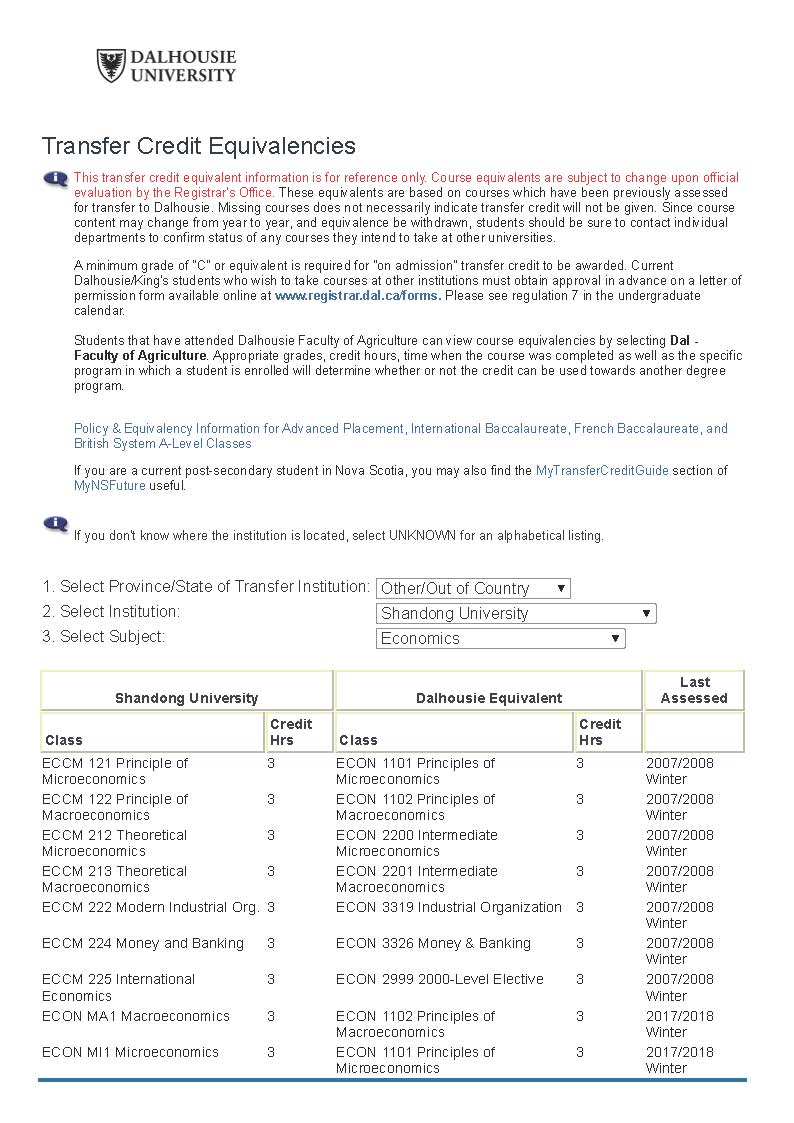 DALHOUSIE
UNIVERSITY
Transfer Credit Equivalencies
This transfer credit equivalent information is for reference only. Course equivalents are subject to change upon official
evaluation by the Registrar's Office. These equivalents are based on courses which have been previously assessed
for transfer to Dalhousie. Missing courses does not necessarily indicate transfer credit will not be given. Since course
content may change from year to year, and equivalence be withdrawn, students should be sure to contact individual
departments to confirm status of any courses they intend to take at other universities.
A minimum grade of "C" or equivalent is required for "on admission" transfer credit to be awarded. Current
Dalhousie/King's students who wish to take courses at other institutions must obtain approval in advance on a letter of
permission form available online at www.registrar.dal.ca/forms. Please see regulation 7 in the undergraduate
calendar.
Students that have attended Dalhousie Faculty of Agriculture can view course equivalencies by selecting Dal -
Faculty of Agriculture. Appropriate grades, credit hours, time when the course was completed as well as the specific
program in which a student is enrolled will determine whether or not the credit can be used towards another degree
program.
Policy & Equivalency Information for Advanced Placement, International Baccalaureate, French Baccalaureate, and
British System A-Level Classes
If you are a current post-secondary student in Nova Scotia, you may also find the MyTransferCreditGuide section of
MyNSFuture useful.
If you don't know where the institution is located, select UNKNOWN for an alphabetical listing.
1. Select Province/State of Transfer Institution: Other/Out of Country
2. Select Institution: Shandong University
3. Select Subject: Economics
Shandong University Dalhousie Equivalent Last
Assessed
Class Credit
Hrs Class Credit
Hrs
ECCM 121 Principle of 3 ECON 1101 Principles of 3 2007/2008
Microeconomics Microeconomics Winter
ECCM 122 Principle of 3 ECON 1102 Principles of 3 2007/2008
Macroeconomics Macroeconomics Winter
ECCM 212 Theoretical 3 ECON 2200 Intermediate 3 2007/2008
Microeconomics Microeconomics Winter
ECCM 213 Theoretical 3 ECON 2201 Intermediate 3 2007/2008
Macroeconomics Macroeconomics Winter
ECCM 222 Modern Industrial Org. 3 ECON 3319 Industrial Organization 3 2007/2008
Winter
ECCM 224 Money and Banking 3 ECON 3326 Money & Banking 3 2007/2008
Winter
ECCM 225 International 3 ECON 2999 2000-Level Elective 3 2007/2008
Economics Winter
ECON MA1 Macroeconomics 3 ECON 1102 Principles of 3 2017/2018
Macroeconomics Winter
ECON MI1 Microeconomics 3 ECON 1101 Principles of 3 2017/2018
Microeconomics Winter